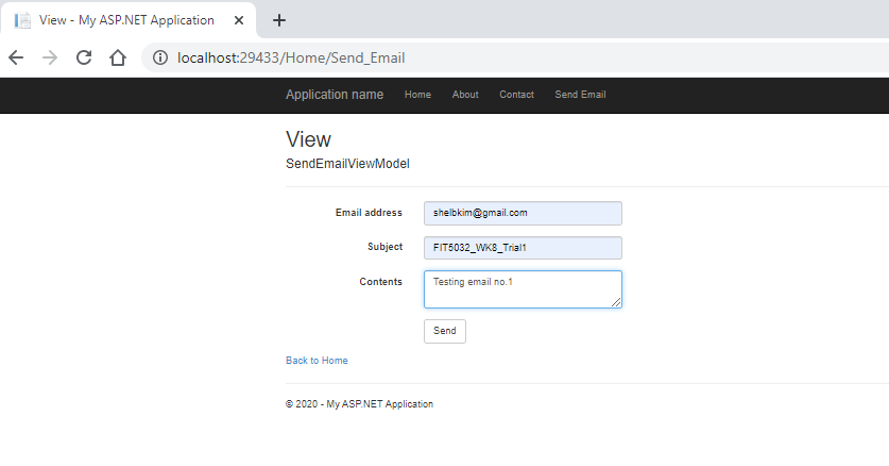 View - My ASP.NET Application
localhost:29433/Home/Send_Email
Application name Home About Contact Send Email
View
SendEmailViewModel
Email address shelbkim@gmail.com
Subject FIT5032_WK8_Trial1
Contents Testing email no.1
Send
Back to Home
© 2020 - My ASP.NET Application